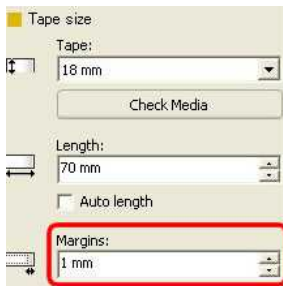 Tape size
Tape:
18 mm
Check Media
Length:
70 mm
Auto length
Margins:
1 mm